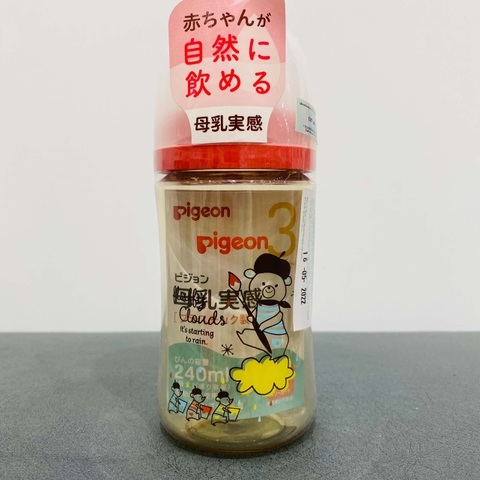 赤ちゃんが
自然に
飲める
母乳実感
pigeon
3
pigeon
ピジョン
母乳実感
Clouds
ク乳
It's starting
to rain.
びんの容量
240ml
16 -05- 2022